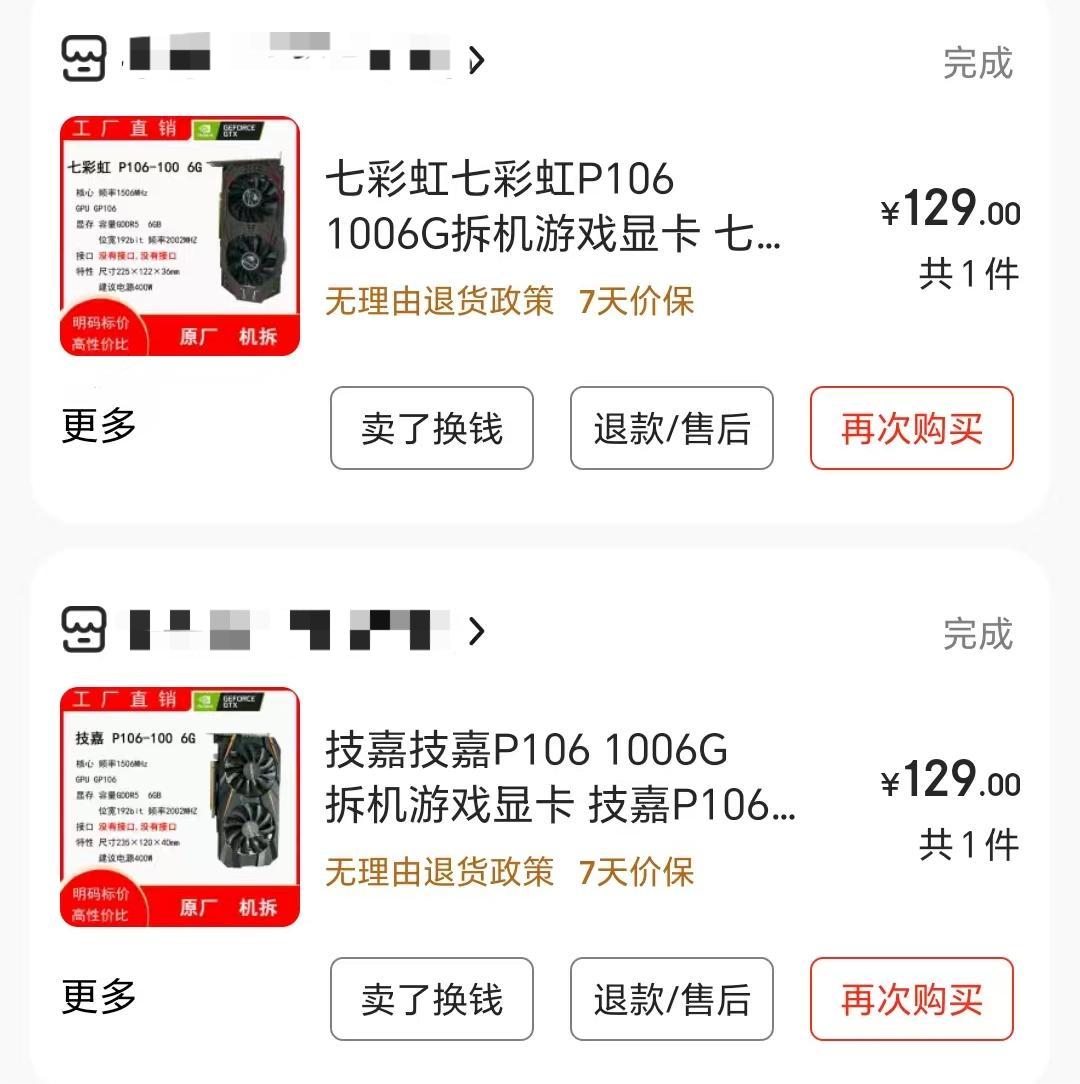 完成
工厂直销
GEFORCE GTX
七彩虹 P106-100 6G
核心 频率1506MHz
GPU GP106
显存 容量GDDR5 6GB
位宽192bit 频率2002MHZ
接口 没有接口,没有接口
特性 尺寸225×122×36mm
建议电源400W
明码标价
高性价比
原厂 机拆
七彩虹七彩虹P106
1006G拆机游戏显卡 七...
¥129.00
共1件
无理由退货政策 7天价保
更多
卖了换钱
退款/售后
再次购买
完成
工厂直销
GEFORCE GTX
技嘉 P106-100 6G
核心 频率1506MHz
GPU GP106
显存 容量GDDR5 6GB
位宽192bit 频率2002MHZ
接口 没有接口,没有接口
特性 尺寸235×120×40mm
建议电源400W
明码标价
高性价比
原厂 机拆
技嘉技嘉P106 1006G
拆机游戏显卡 技嘉P106...
¥129.00
共1件
无理由退货政策 7天价保
更多
卖了换钱
退款/售后
再次购买